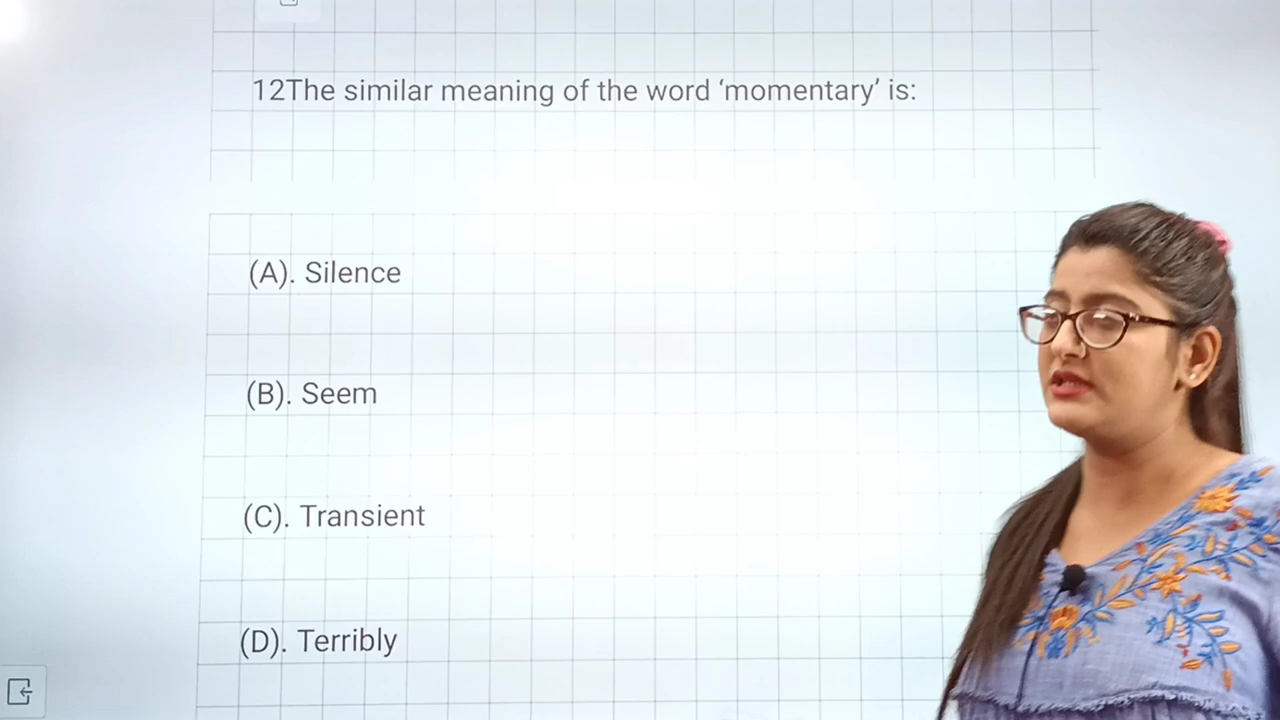 12The similar meaning of the word ‘momentary’ is:
(A). Silence
(B). Seem
(C). Transient
(D). Terribly